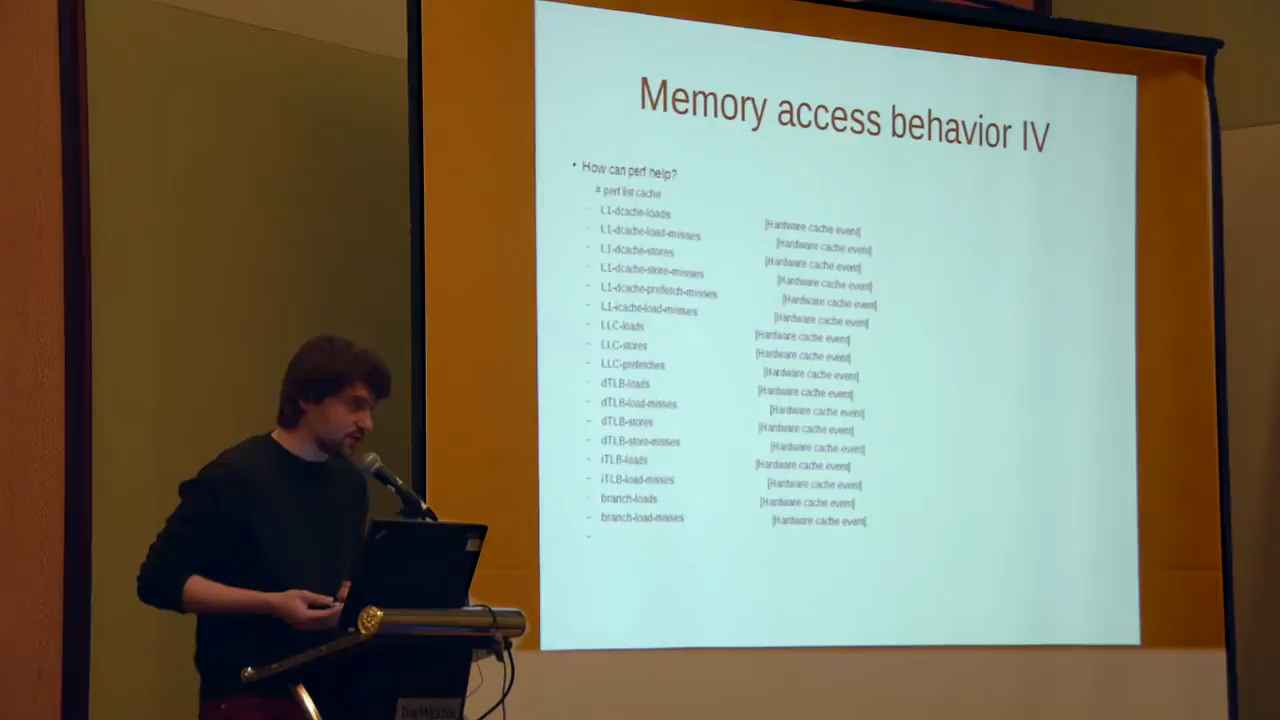 Memory access behavior IV
• How can perf help?
# perf list cache
– L1-dcache-loads [Hardware cache event]
– L1-dcache-load-misses [Hardware cache event]
– L1-dcache-stores [Hardware cache event]
– L1-dcache-store-misses [Hardware cache event]
– L1-dcache-prefetch-misses [Hardware cache event]
– L1-icache-load-misses [Hardware cache event]
– LLC-loads [Hardware cache event]
– LLC-stores [Hardware cache event]
– LLC-prefetches [Hardware cache event]
– dTLB-loads [Hardware cache event]
– dTLB-load-misses [Hardware cache event]
– dTLB-stores [Hardware cache event]
– dTLB-store-misses [Hardware cache event]
– iTLB-loads [Hardware cache event]
– iTLB-load-misses [Hardware cache event]
– branch-loads [Hardware cache event]
– branch-load-misses [Hardware cache event]
–
THE WESTIN